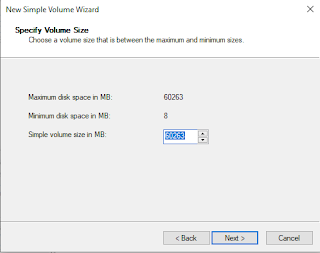 New Simple Volume Wizard
Specify Volume Size
Choose a volume size that is between the maximum and minimum sizes.
Maximum disk space in MB: 60263
Minimum disk space in MB: 8
Simple volume size in MB: 60263
< Back Next > Cancel